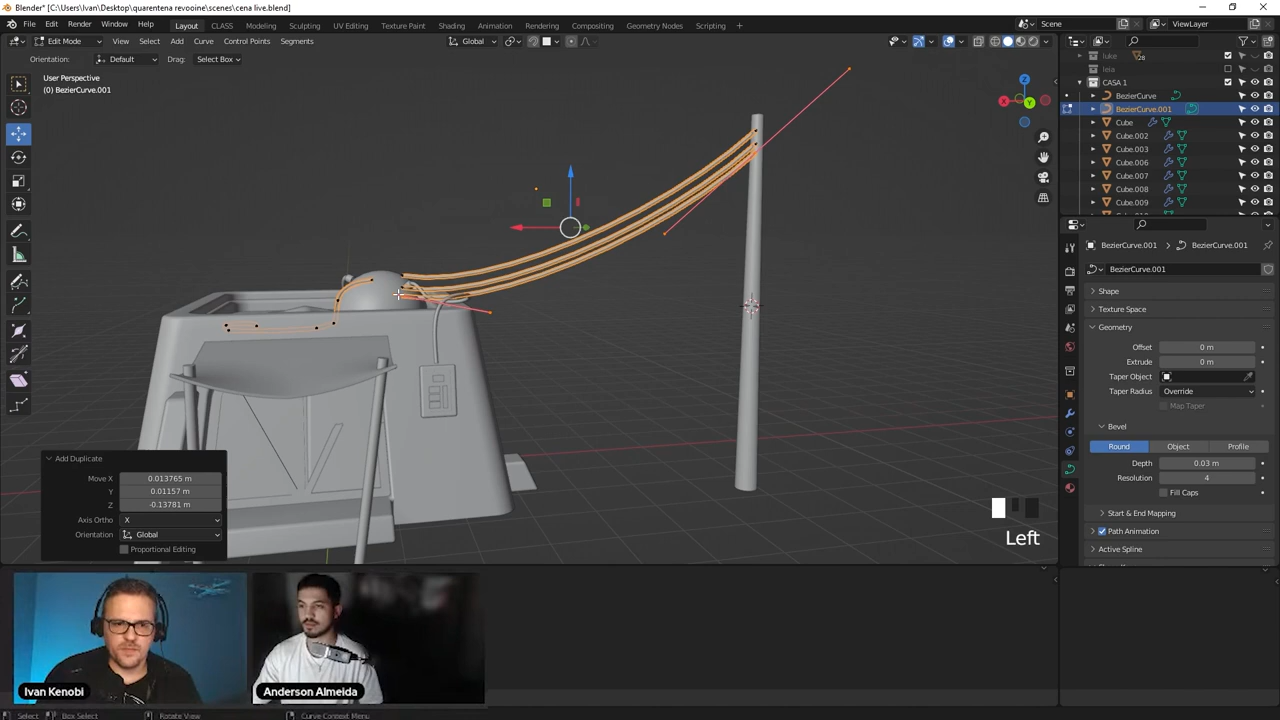 Blender* [C:\Users\Ivan\Desktop\quarentena revooine\scenes\cena live.blend]
File Edit Render Window Help Layout CLASS Modeling Sculpting UV Editing Texture Paint Shading Animation Rendering Compositing Geometry Nodes Scripting + Scene ViewLayer
Edit Mode View Select Add Curve Control Points Segments Global
Orientation: Default Drag: Select Box
User Perspective
(0) BezierCurve.001
Z
X Y
luke 28
leia
CASA 1
BezierCurve
BezierCurve.001
Cube
Cube.002
Cube.003
Cube.006
Cube.007
Cube.008
Cube.009
BezierCurve.001 BezierCurve.001
BezierCurve.001
Shape
Texture Space
Geometry
Offset 0 m
Extrude 0 m
Taper Object
Taper Radius Override
Map Taper
Bevel
Round Object Profile
Depth 0.03 m
Resolution 4
Fill Caps
Start & End Mapping
Path Animation
Active Spline
Add Duplicate
Move X 0.013765 m
Y 0.01157 m
Z -0.13781 m
Axis Ortho X
Orientation Global
Proportional Editing
Left
Ivan Kenobi
Anderson Almeida
Select Box Select Rotate View Curve Context Menu